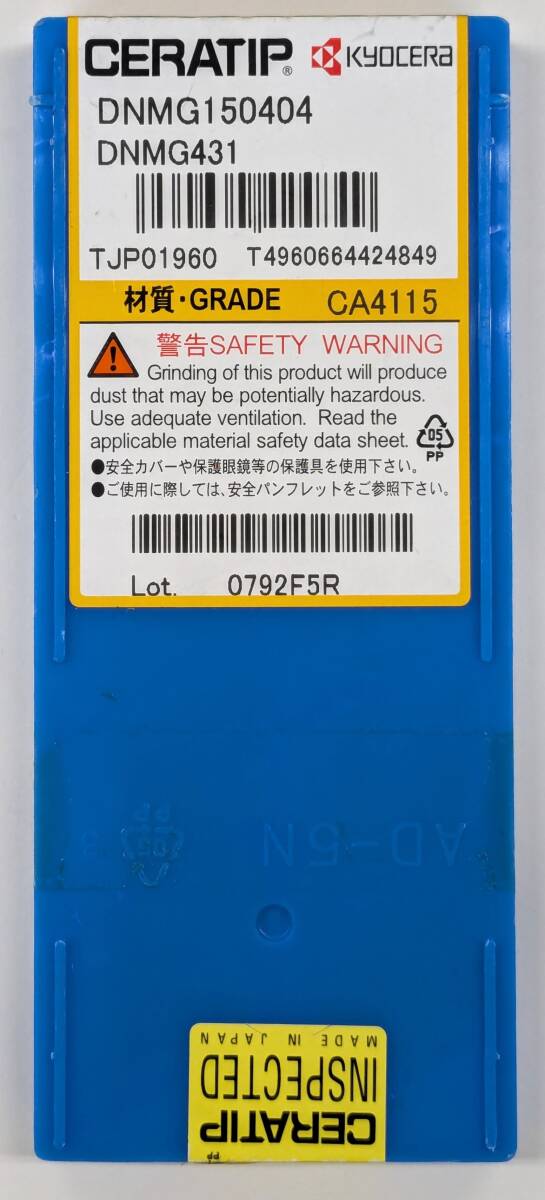 CERATIP® KYOCERa
DNMG150404
DNMG431
TJP01960 T4960664424849
材質・GRADE CA4115
警告SAFETY WARNING
Grinding of this product will produce
dust that may be potentially hazardous.
Use adequate ventilation. Read the
applicable material safety data sheet.
05
PP
●安全カバーや保護眼鏡等の保護具を使用下さい。
●ご使用に際しては、安全パンフレットをご参照下さい。
Lot. 0792F5R
AD-5N
05
PP
CERATIP
INSPECTED
MADE IN JAPAN
PP